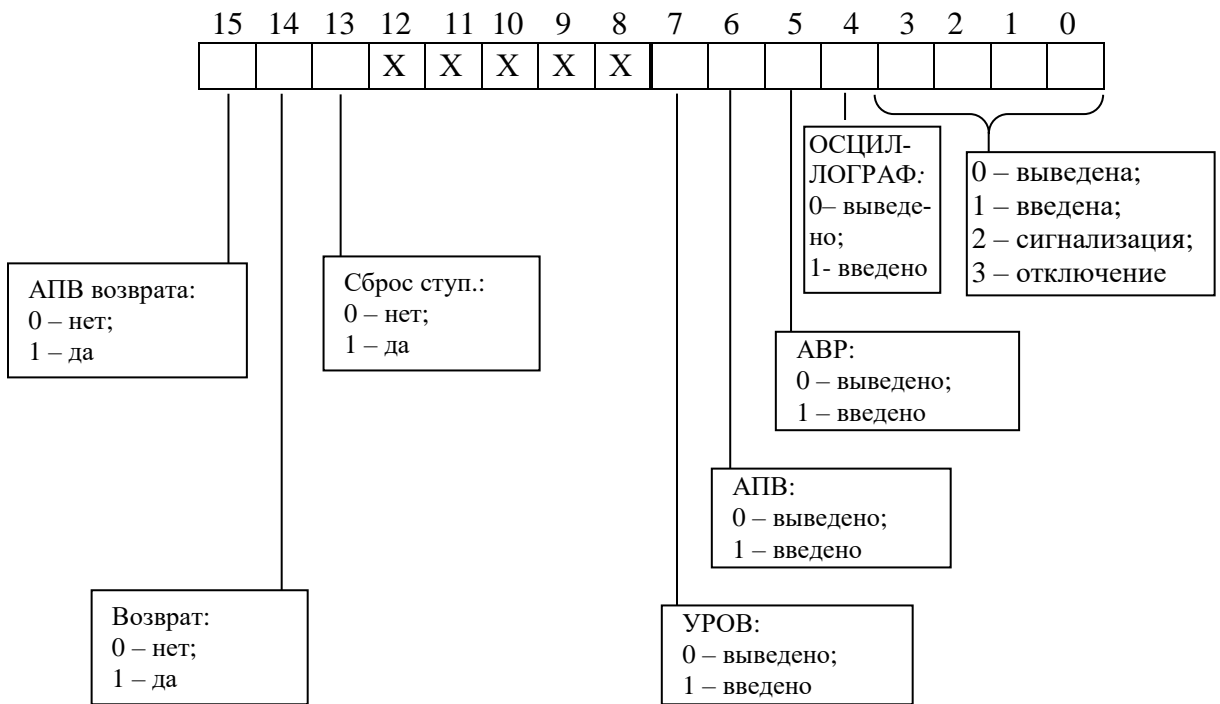 15 14 13 12 11 10 9 8 7 6 5 4 3 2 1 0
X X X X X
ОСЦИЛ-
ЛОГРАФ:
0– выведе-
но;
1- введено
0 – выведена;
1 – введена;
2 – сигнализация;
3 – отключение
АПВ возврата:
0 – нет;
1 – да
Сброс ступ.:
0 – нет;
1 – да
АВР:
0 – выведено;
1 – введено
АПВ:
0 – выведено;
1 – введено
Возврат:
0 – нет;
1 – да
УРОВ:
0 – выведено;
1 – введено